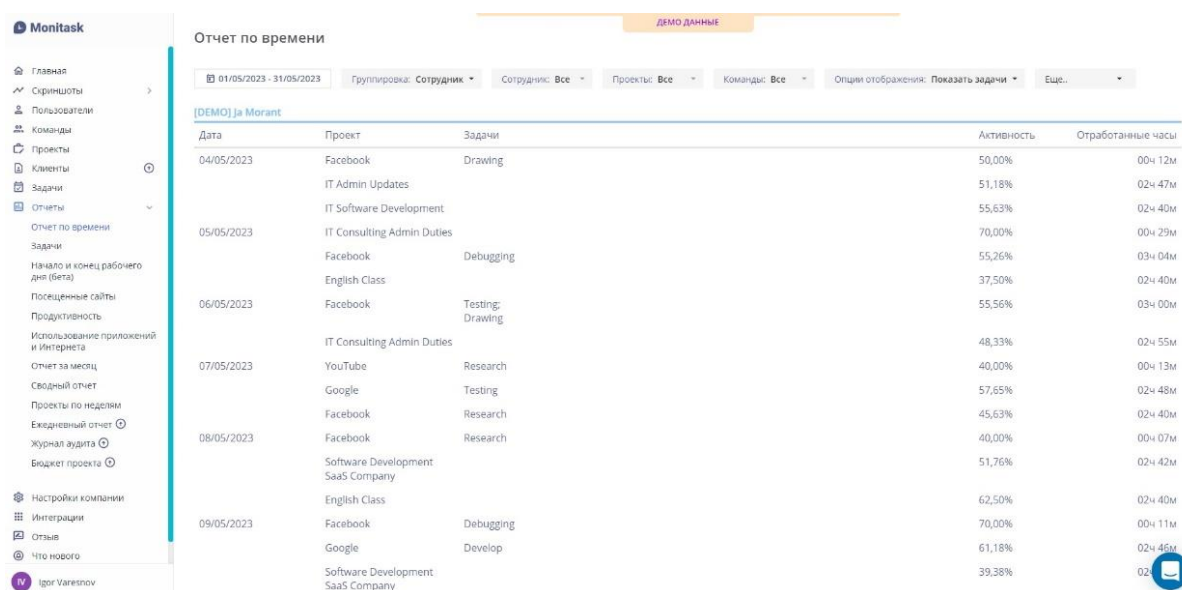 Monitask
ДЕМО ДАННЫЕ
Отчет по времени
Главная
Скриншоты
Пользователи
Команды
Проекты
Клиенты
Задачи
Отчеты
Отчет по времени
Задачи
Начало и конец рабочего
дня (бета)
Посещенные сайты
Продуктивность
Использование приложений
и Интернета
Отчет за месяц
Сводный отчет
Проекты по неделям
Ежедневный отчет
Журнал аудита
Бюджет проекта
Настройки компании
Интеграции
Отзыв
Что нового
IV Igor Varesnov
01/05/2023 - 31/05/2023 Группировка: Сотрудник Сотрудник: Все Проекты: Все Команды: Все Опции отображения: Показать задачи Еще..
[DEMO] Ja Morant
Дата Проект Задачи Активность Отработанные часы
04/05/2023 Facebook Drawing 50,00% 00ч 12м
IT Admin Updates 51,18% 02ч 47м
IT Software Development 55,63% 02ч 40м
05/05/2023 IT Consulting Admin Duties 70,00% 00ч 29м
Facebook Debugging 55,26% 03ч 04м
English Class 37,50% 02ч 40м
06/05/2023 Facebook Testing; 55,56% 03ч 00м
Drawing
IT Consulting Admin Duties 48,33% 02ч 55м
07/05/2023 YouTube Research 40,00% 00ч 13м
Google Testing 57,65% 02ч 48м
Facebook Research 45,63% 02ч 40м
08/05/2023 Facebook Research 40,00% 00ч 07м
Software Development 51,76% 02ч 42м
SaaS Company
English Class 62,50% 02ч 40м
09/05/2023 Facebook Debugging 70,00% 00ч 11м
Google Develop 61,18% 02ч 46м
Software Development 39,38%
SaaS Company